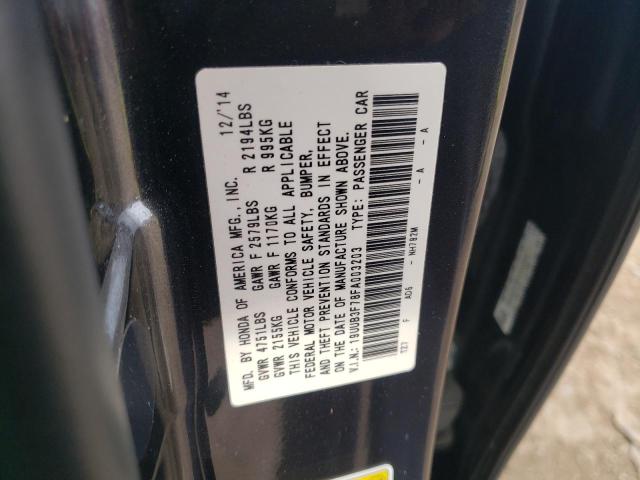 MFD. BY HONDA OF AMERICA MFG., INC. 12/'14
GVWR 4751LBS GAWR F 2579LBS R 2194LBS
GVWR 2155KG GAWR F 1170KG R 995KG
THIS VEHICLE CONFORMS TO ALL APPLICABLE
FEDERAL MOTOR VEHICLE SAFETY, BUMPER,
AND THEFT PREVENTION STANDARDS IN EFFECT
ON THE DATE OF MANUFACTURE SHOWN ABOVE.
V.I.N.: 19UUB3F78FA003203 TYPE: PASSENGER CAR
TZ7 F AD6 - NH782M - A - A